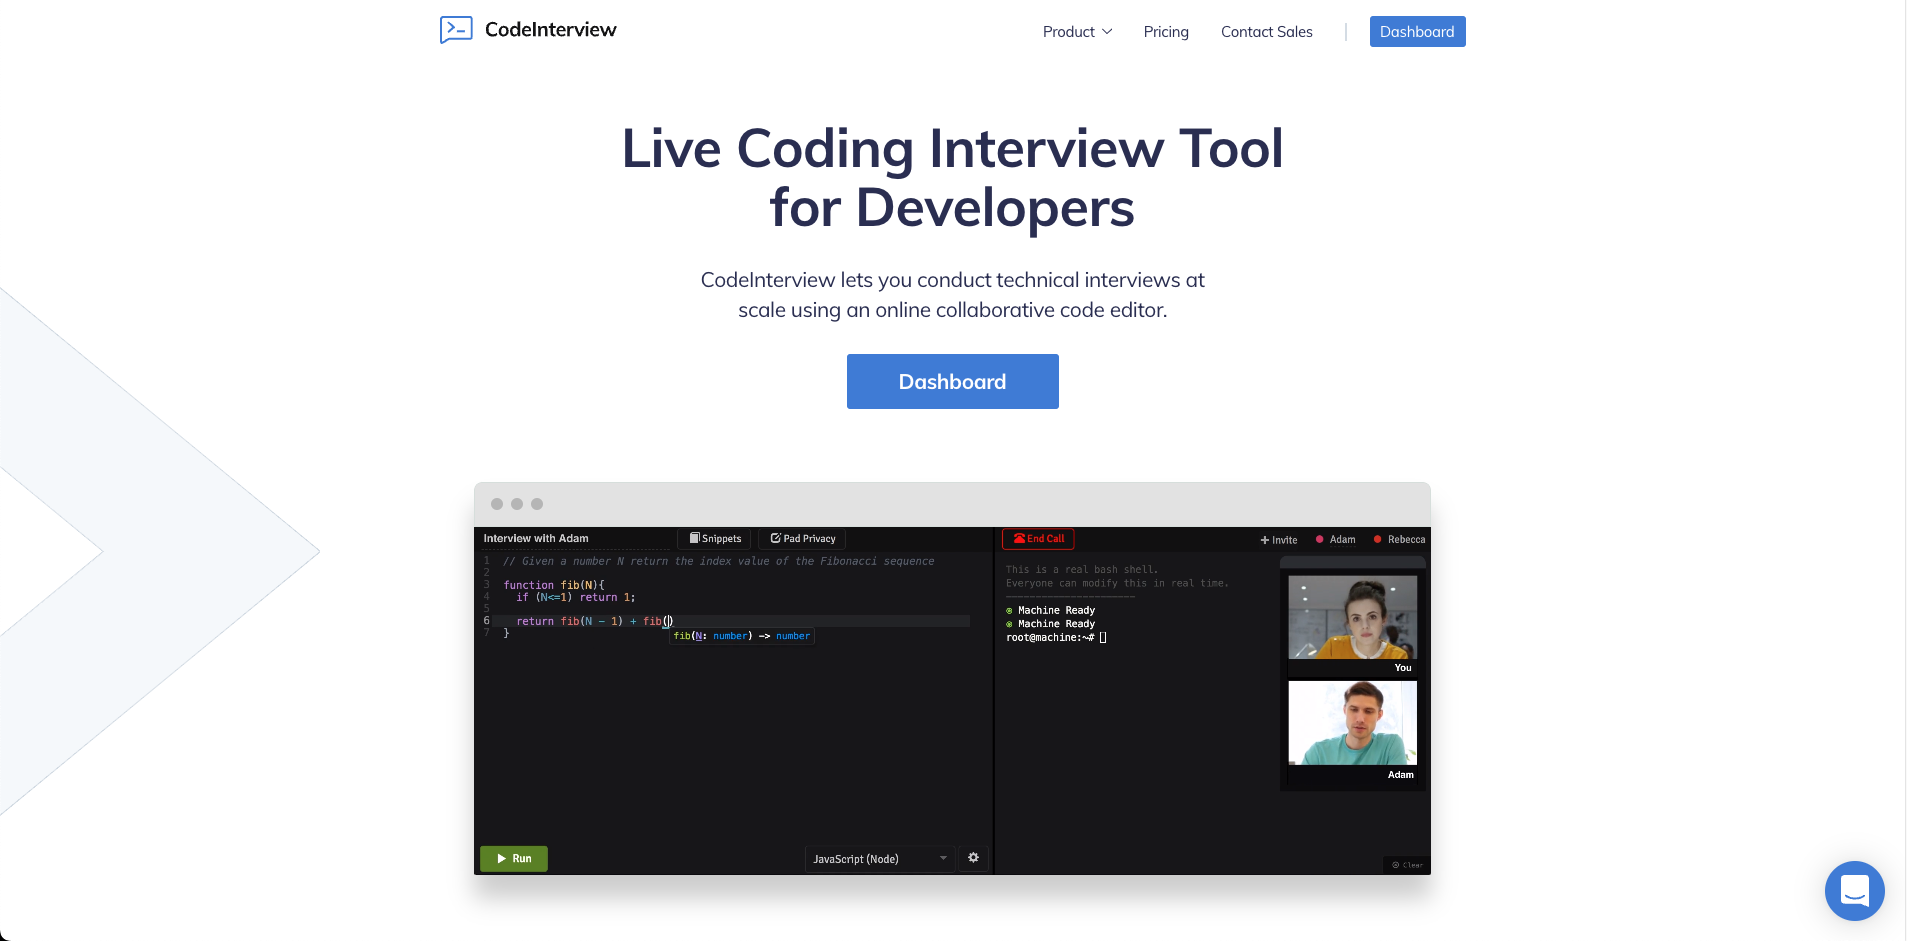 CodeInterview
Product
Pricing
Contact Sales
Dashboard
Live Coding Interview Tool
for Developers
CodeInterview lets you conduct technical interviews at
scale using an online collaborative code editor.
Dashboard
Interview with Adam
Snippets
Pad Privacy
1 // Given a number N return the index value of the Fibonacci sequence
2
3 function fib(N){
4 if (N<=1) return 1;
5
6 return fib(N - 1) + fib()
7 }
fib(N: number) -> number
Run
JavaScript (Node)
End Call
Invite
Adam
Rebecca
This is a real bash shell.
Everyone can modify this in real time.
----------------------
Machine Ready
Machine Ready
root@machine:~#
You
Adam
Clear